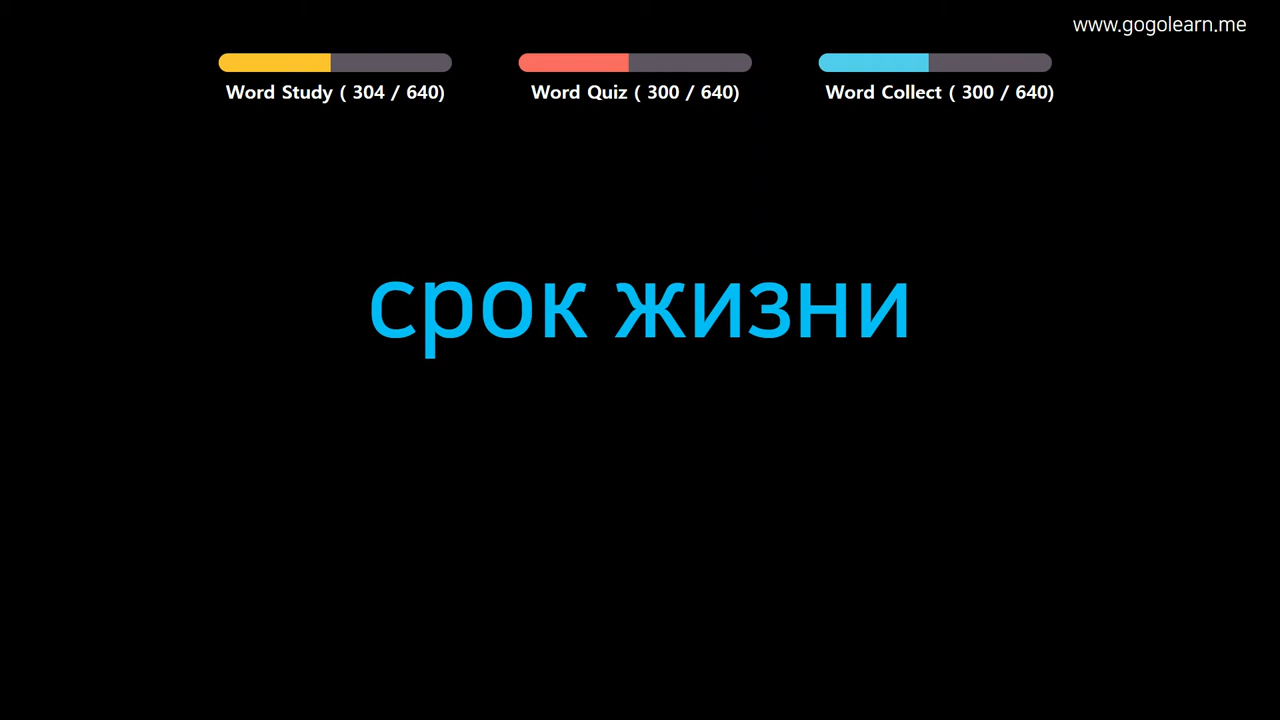 www.gogolearn.me
Word Study ( 304 / 640)
Word Quiz ( 300 / 640)
Word Collect ( 300 / 640)
срок жизни